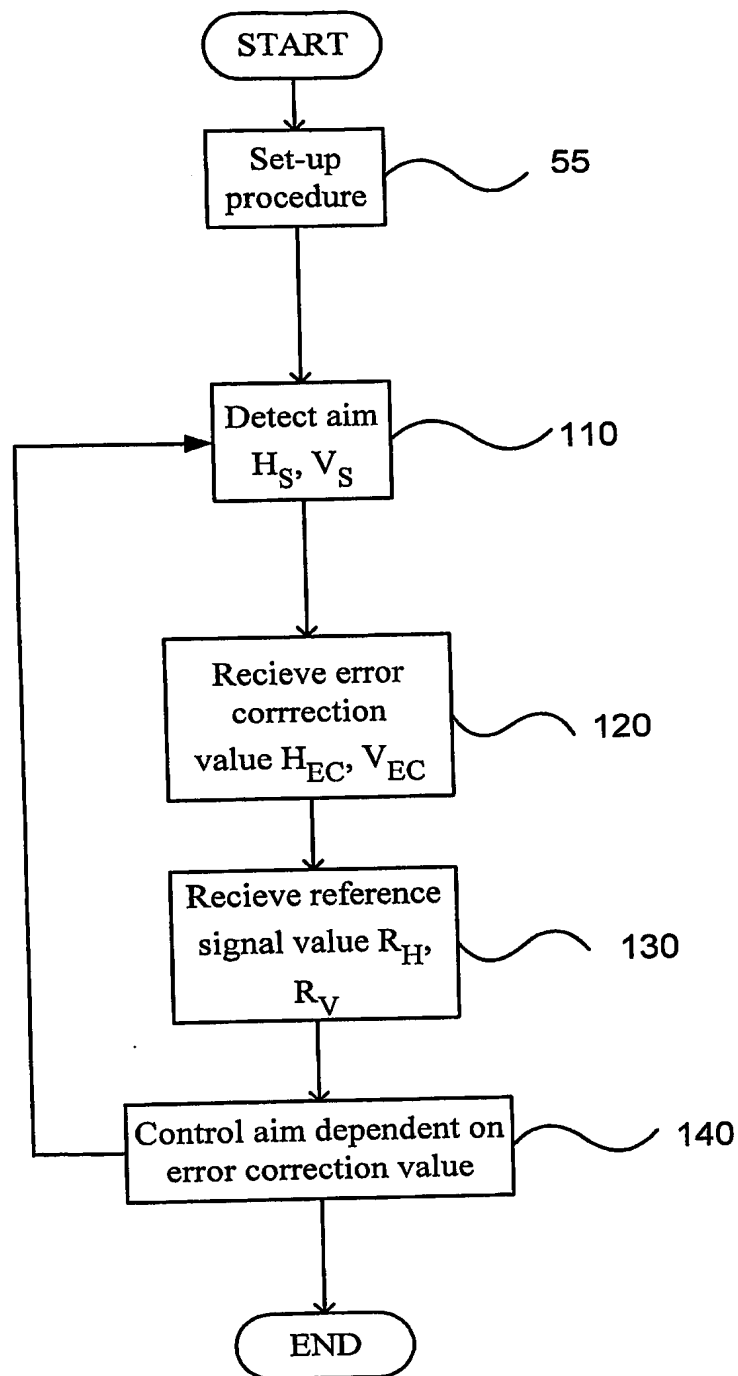 START
Set-up
procedure
55
Detect aim
H_S, V_S
110
Recieve error
corrrection
value H_EC, V_EC
120
Recieve reference
signal value R_H,
R_V
130
Control aim dependent on
error correction value
140
END